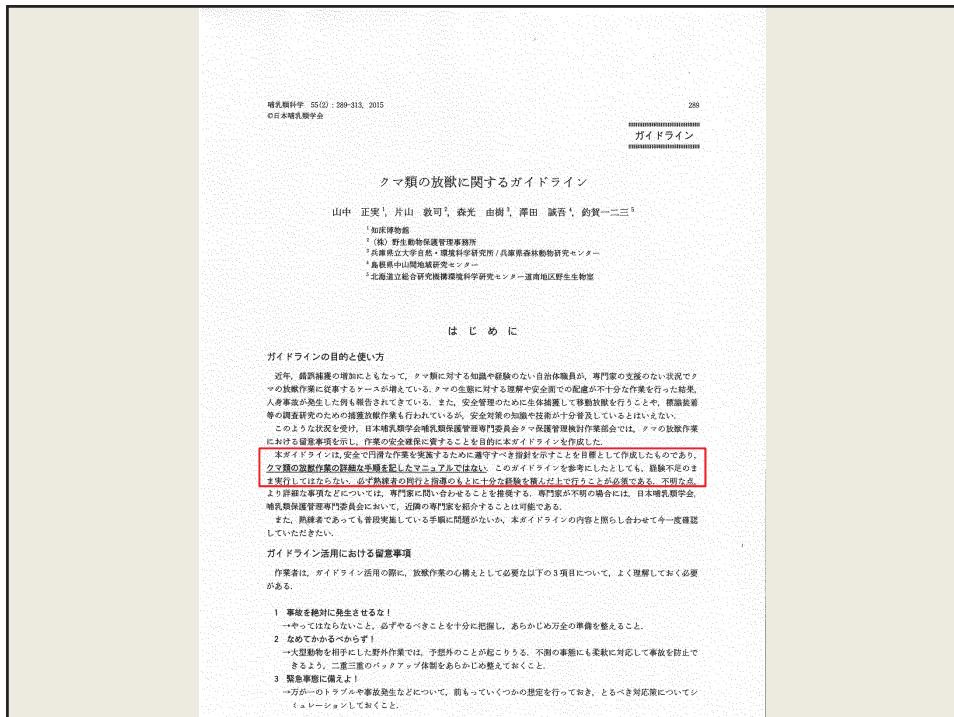 哺乳類科学 55(2):289-313, 2015
289
©日本哺乳類学会
ガイドライン
クマ類の放獣に関するガイドライン
山中 正実1, 片山 敦司2, 森光 由樹3, 澤田 誠吾4, 釣賀一二三5
1 知床博物館
2 (株) 野生動物保護管理事務所
3 兵庫県立大学自然・環境科学研究所/兵庫県森林動物研究センター
4 島根県中山間地域研究センター
5 北海道立総合研究機構環境科学研究センター道南地区野生生物室
はじめに
ガイドラインの目的と使い方
近年,錯誤捕獲の増加にともなって,クマ類に対する知識や経験のない自治体職員が,専門家の支援のない状況でク
マの放獣作業に従事するケースが増えている.クマの生態に対する理解や安全面での配慮が不十分な作業を行った結果,
人身事故が発生した例も報告されてきている.また,安全管理のために生体捕獲して移動放獣を行うことや,標識装着
等の調査研究のための捕獲放獣作業も行われているが,安全対策の知識や技術が十分普及しているとはいえない.
このような状況を受け,日本哺乳類学会哺乳類保護管理専門委員会クマ保護管理検討作業部会では,クマの放獣作業
における留意事項を示し,作業の安全確保に資することを目的に本ガイドラインを作成した.
本ガイドラインは,安全で円滑な作業を実施するために遵守すべき指針を示すことを目標として作成したものであり,
クマ類の放獣作業の詳細な手順を記したマニュアルではない.このガイドラインを参考にしたとしても,経験不足のま
ま実行してはならない.必ず熟練者の同行と指導のもとに十分な経験を積んだ上で行うことが必須である.不明な点,
より詳細な事項などについては,専門家に問い合わせることを推奨する.専門家が不明の場合には,日本哺乳類学会,
哺乳類保護管理専門委員会において,近隣の専門家を紹介することは可能である.
また,熟練者であっても普段実施している手順に問題がないか,本ガイドラインの内容と照らし合わせて今一度確認
していただきたい.
ガイドライン活用における留意事項
作業者は,ガイドライン活用の際に,放獣作業の心構えとして必要な以下の3項目について,よく理解しておく必要
がある.
1 事故を絶対に発生させるな!
→やってはならないこと,必ずやるべきことを十分に把握し,あらかじめ万全の準備を整えること.
2 なめてかかるべからず!
→大型動物を相手にした野外作業では,予想外のことが起こりうる.不測の事態にも柔軟に対応して事故を防止で
きるよう,二重三重のバックアップ体制をあらかじめ整えておくこと.
3 緊急事態に備えよ!
→万が一のトラブルや事故発生などについて,前もっていくつかの想定を行っておき,とるべき対応策についてシ
ミュレーションしておくこと.